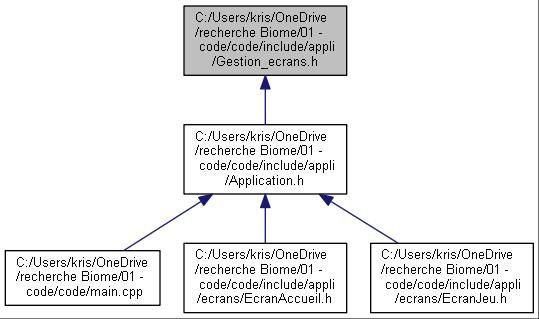 C:/Users/kris/OneDrive
/recherche Biome/01 -
code/code/include/appli
/Gestion_ecrans.h
C:/Users/kris/OneDrive
/recherche Biome/01 -
code/code/include/appli
/Application.h
C:/Users/kris/OneDrive
/recherche Biome/01 -
code/code/main.cpp
C:/Users/kris/OneDrive
/recherche Biome/01 -
code/code/include/appli
/ecrans/EcranAccueil.h
C:/Users/kris/OneDrive
/recherche Biome/01 -
code/code/include/appli
/ecrans/EcranJeu.h